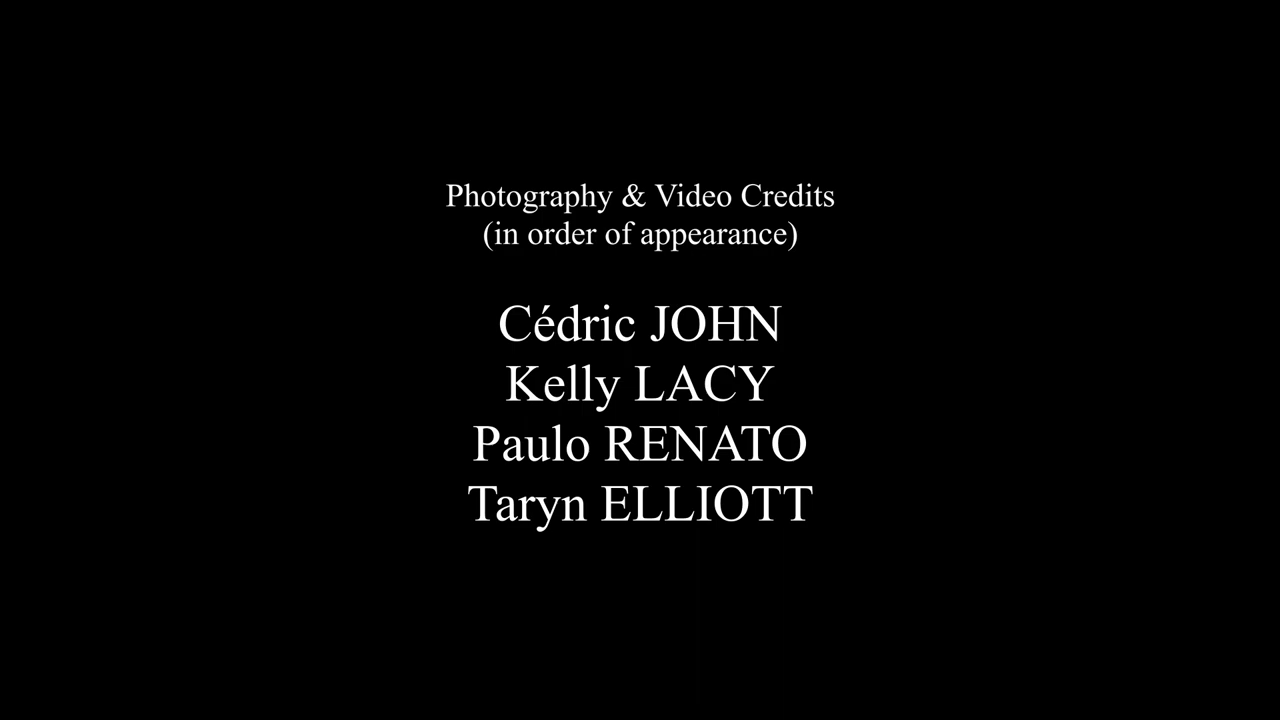 Photography & Video Credits
(in order of appearance)
Cédric JOHN
Kelly LACY
Paulo RENATO
Taryn ELLIOTT